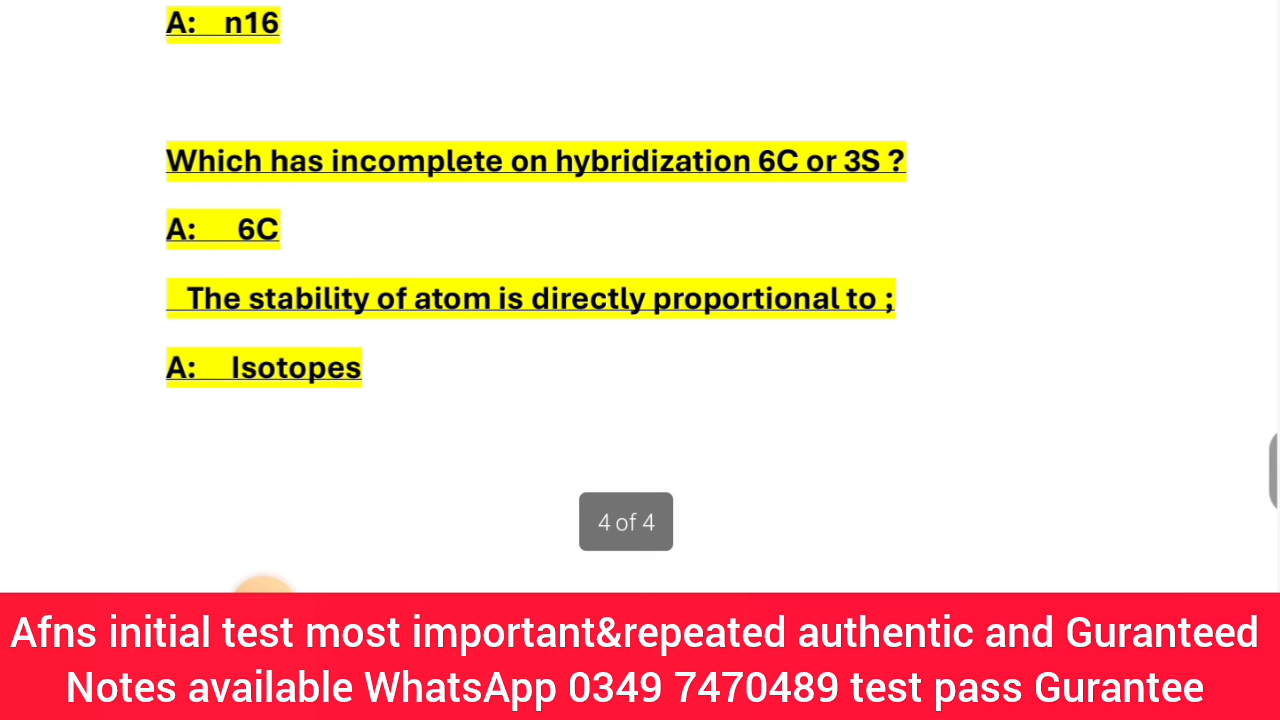 A: n16
Which has incomplete on hybridization 6C or 3S ?
A: 6C
The stability of atom is directly proportional to ;
A: Isotopes
4 of 4
Afns initial test most important&repeated authentic and Guranteed
Notes available WhatsApp 0349 7470489 test pass Gurantee